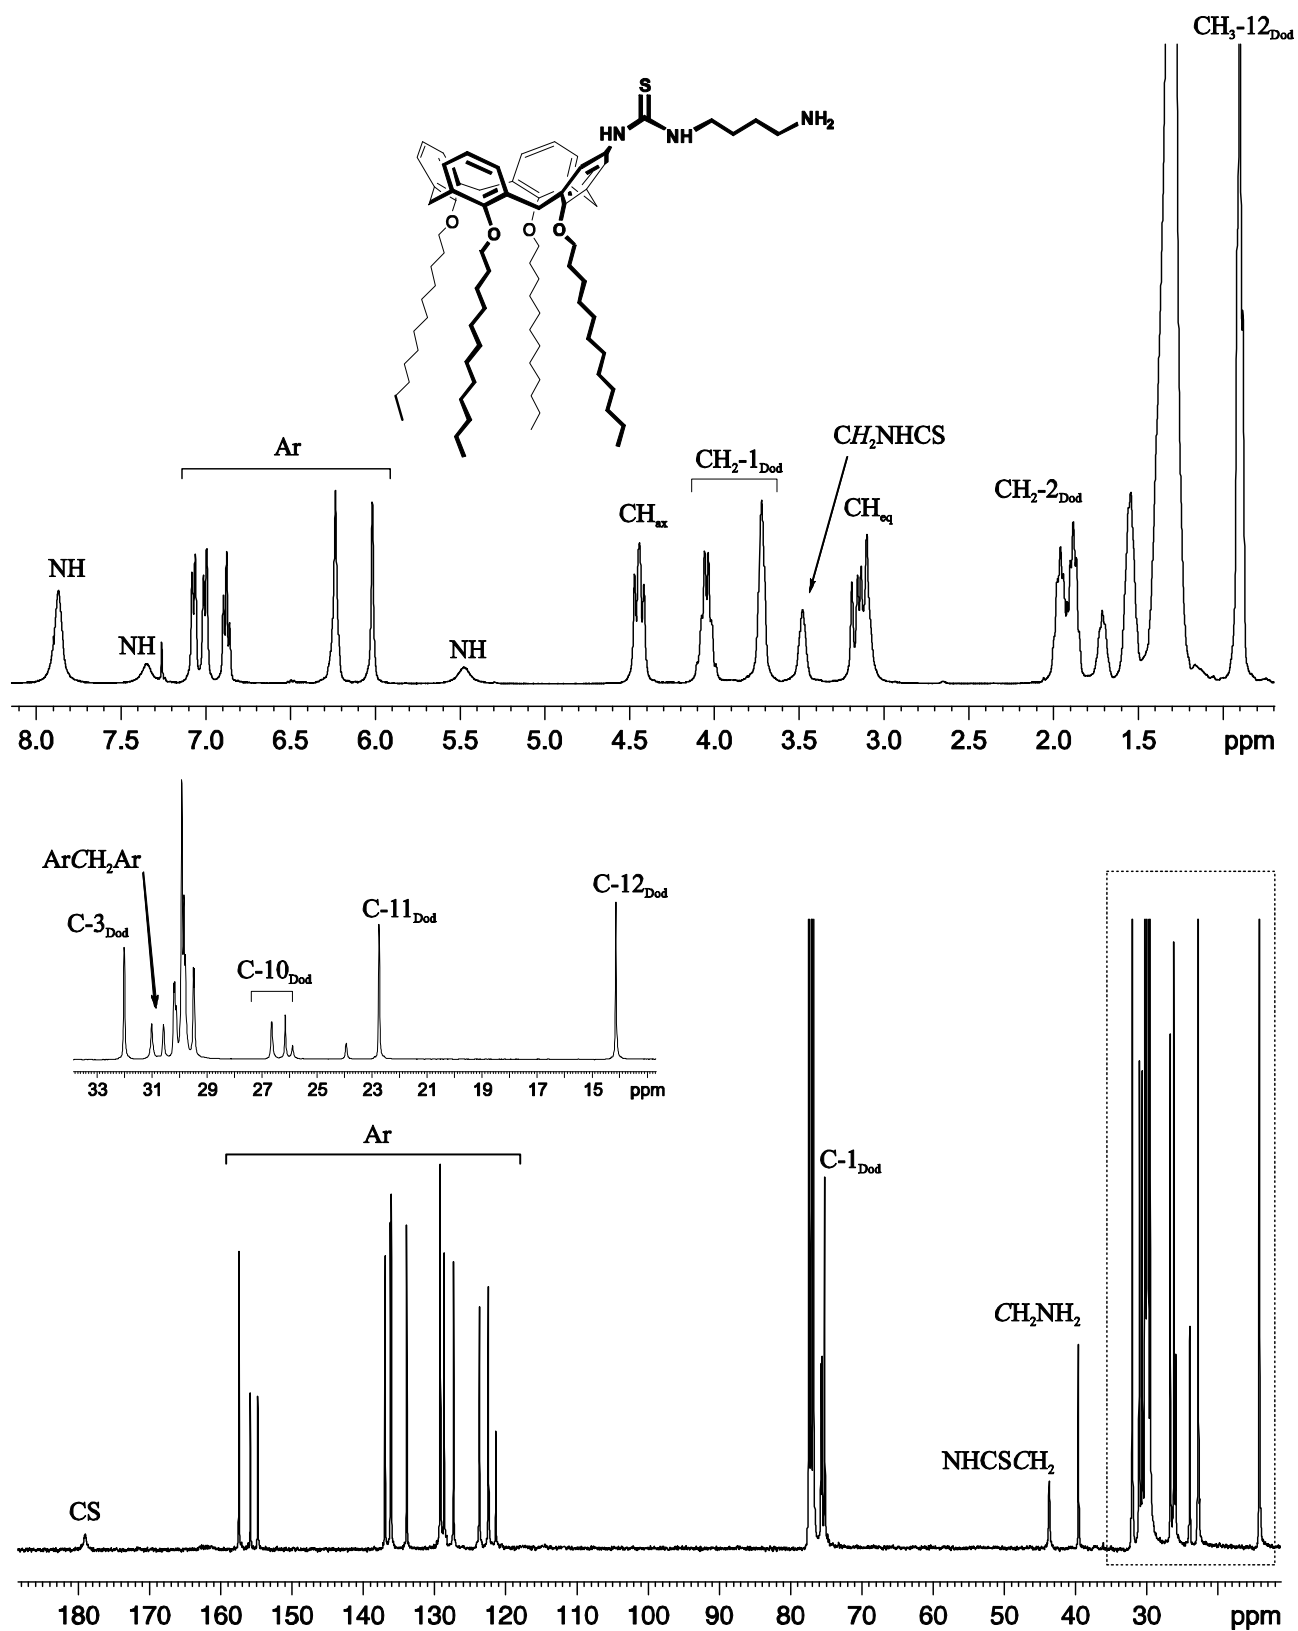 CH3-12Dod
S
HN
NH
NH2
O
O
O
O
Ar
CH2NHCS
CH2-1Dod
CHax
CHeq
CH2-2Dod
NH
NH
NH
8.0 7.5 7.0 6.5 6.0 5.5 5.0 4.5 4.0 3.5 3.0 2.5 2.0 1.5 ppm
ArCH2Ar
C-3Dod
C-10Dod
C-11Dod
C-12Dod
33 31 29 27 25 23 21 19 17 15 ppm
Ar
C-1Dod
CH2NH2
NHCSCH2
CS
180 170 160 150 140 130 120 110 100 90 80 70 60 50 40 30 ppm